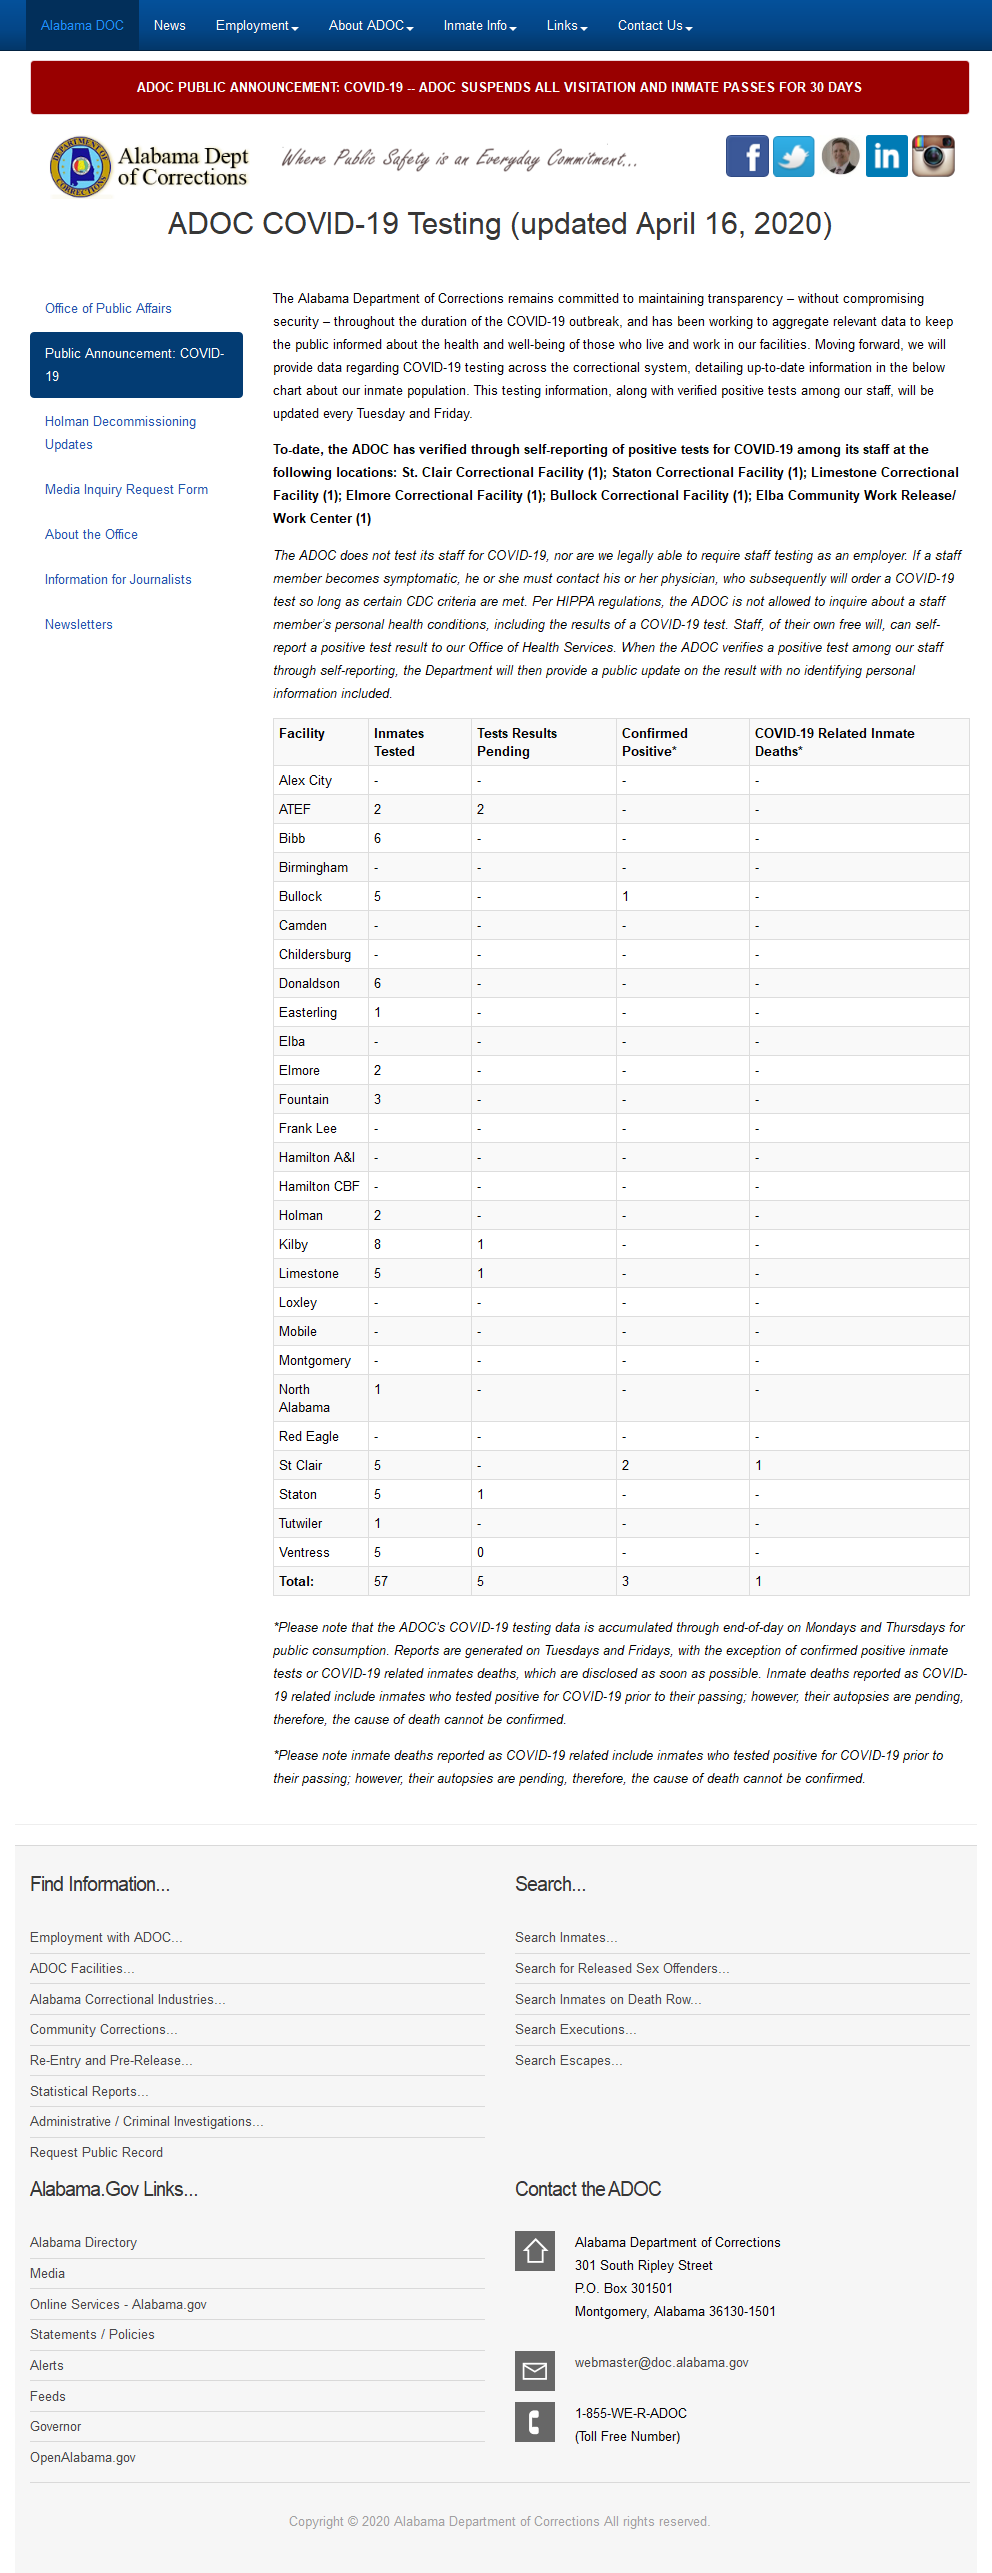 Alabama DOC News Employment About ADOC Inmate Info Links Contact Us
ADOC PUBLIC ANNOUNCEMENT: COVID-19 -- ADOC SUSPENDS ALL VISITATION AND INMATE PASSES FOR 30 DAYS
DEPARTMENT OF CORRECTIONS
Alabama Dept
of Corrections
Where Public Safety is an Everyday Commitment...
ADOC COVID-19 Testing (updated April 16, 2020)
Office of Public Affairs
Public Announcement: COVID-
19
Holman Decommissioning
Updates
Media Inquiry Request Form
About the Office
Information for Journalists
Newsletters
The Alabama Department of Corrections remains committed to maintaining transparency – without compromising
security – throughout the duration of the COVID-19 outbreak, and has been working to aggregate relevant data to keep
the public informed about the health and well-being of those who live and work in our facilities. Moving forward, we will
provide data regarding COVID-19 testing across the correctional system, detailing up-to-date information in the below
chart about our inmate population. This testing information, along with verified positive tests among our staff, will be
updated every Tuesday and Friday.
To-date, the ADOC has verified through self-reporting of positive tests for COVID-19 among its staff at the
following locations: St. Clair Correctional Facility (1); Staton Correctional Facility (1); Limestone Correctional
Facility (1); Elmore Correctional Facility (1); Bullock Correctional Facility (1); Elba Community Work Release/
Work Center (1)
The ADOC does not test its staff for COVID-19, nor are we legally able to require staff testing as an employer. If a staff
member becomes symptomatic, he or she must contact his or her physician, who subsequently will order a COVID-19
test so long as certain CDC criteria are met. Per HIPPA regulations, the ADOC is not allowed to inquire about a staff
member's personal health conditions, including the results of a COVID-19 test. Staff, of their own free will, can self-
report a positive test result to our Office of Health Services. When the ADOC verifies a positive test among our staff
through self-reporting, the Department will then provide a public update on the result with no identifying personal
information included.
Facility Inmates Tested Tests Results Pending Confirmed Positive* COVID-19 Related Inmate Deaths*
Alex City - - - -
ATEF 2 2 - -
Bibb 6 - - -
Birmingham - - - -
Bullock 5 - 1 -
Camden - - - -
Childersburg - - - -
Donaldson 6 - - -
Easterling 1 - - -
Elba - - - -
Elmore 2 - - -
Fountain 3 - - -
Frank Lee - - - -
Hamilton A&I - - - -
Hamilton CBF - - - -
Holman 2 - - -
Kilby 8 1 - -
Limestone 5 1 - -
Loxley - - - -
Mobile - - - -
Montgomery - - - -
North Alabama 1 - - -
Red Eagle - - - -
St Clair 5 - 2 1
Staton 5 1 - -
Tutwiler 1 - - -
Ventress 5 0 - -
Total: 57 5 3 1
*Please note that the ADOC's COVID-19 testing data is accumulated through end-of-day on Mondays and Thursdays for
public consumption. Reports are generated on Tuesdays and Fridays, with the exception of confirmed positive inmate
tests or COVID-19 related inmates deaths, which are disclosed as soon as possible. Inmate deaths reported as COVID-
19 related include inmates who tested positive for COVID-19 prior to their passing; however, their autopsies are pending,
therefore, the cause of death cannot be confirmed.
*Please note inmate deaths reported as COVID-19 related include inmates who tested positive for COVID-19 prior to
their passing; however, their autopsies are pending, therefore, the cause of death cannot be confirmed.
Find Information...
Employment with ADOC...
ADOC Facilities...
Alabama Correctional Industries...
Community Corrections...
Re-Entry and Pre-Release...
Statistical Reports...
Administrative / Criminal Investigations...
Request Public Record
Search...
Search Inmates...
Search for Released Sex Offenders...
Search Inmates on Death Row...
Search Executions...
Search Escapes...
Alabama.Gov Links...
Alabama Directory
Media
Online Services - Alabama.gov
Statements / Policies
Alerts
Feeds
Governor
OpenAlabama.gov
Contact the ADOC
Alabama Department of Corrections
301 South Ripley Street
P.O. Box 301501
Montgomery, Alabama 36130-1501
webmaster@doc.alabama.gov
1-855-WE-R-ADOC
(Toll Free Number)
Copyright © 2020 Alabama Department of Corrections All rights reserved.